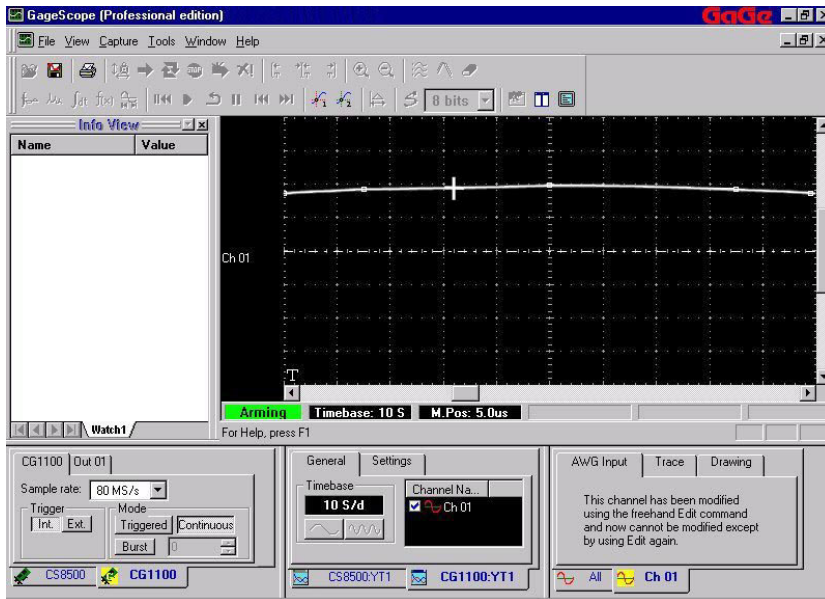 GageScope (Professional edition)
GaGe
File View Capture Tools Window Help
8 bits
Info View
Name Value
Ch 01
T
Arming Timebase: 10 S M.Pos: 5.0us
Watch1
For Help, press F1
CG1100 Out 01
Sample rate: 80 MS/s
Trigger
Int. Ext.
Mode
Triggered Continuous
Burst 0
CS8500 CG1100
General Settings
Timebase
10 S/d
Channel Na...
Ch 01
CS8500:YT1 CG1100:YT1
AWG Input Trace Drawing
This channel has been modified
using the freehand Edit command
and now cannot be modified except
by using Edit again.
All Ch 01